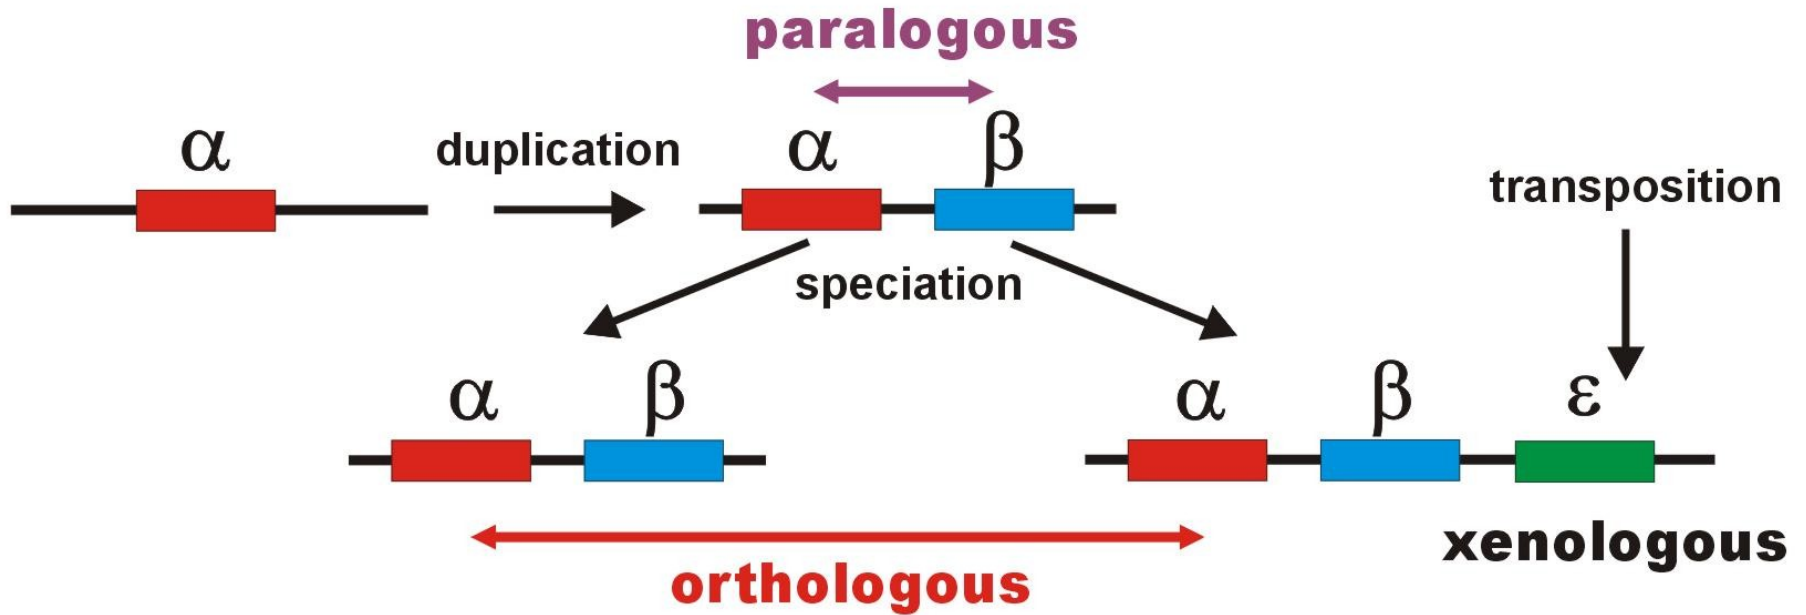 paralogous
α
duplication
α
β
transposition
speciation
α
β
α
β
ε
xenologous
orthologous